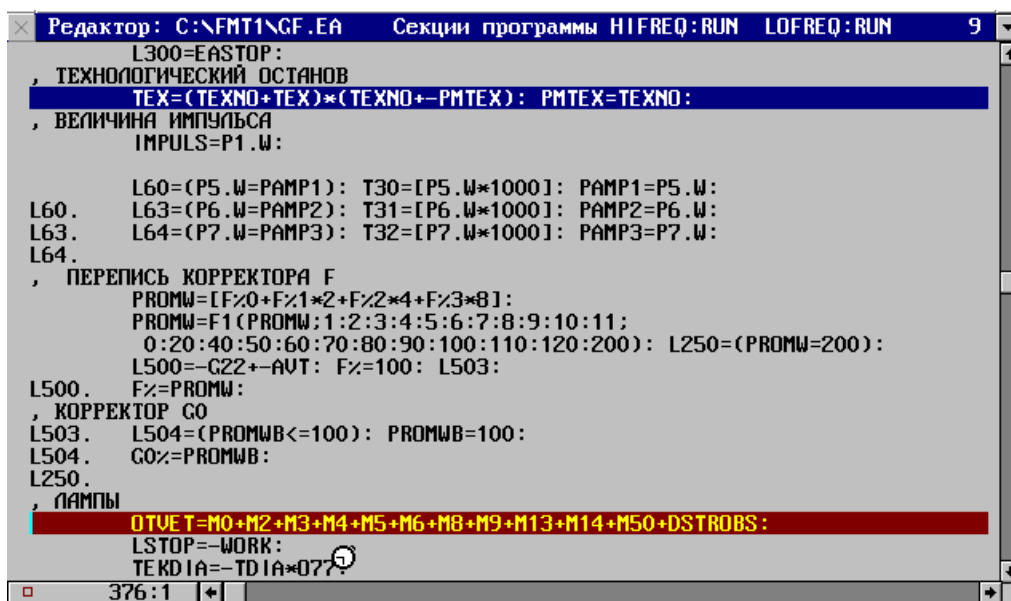 Редактор: C:\FMT1\GF.EA Секции программы HIFREQ:RUN LOFREQ:RUN 9
L300=EASTOP:
, ТЕХНОЛОГИЧЕСКИЙ ОСТАНОВ
TEX=(TEXNO+TEX)*(TEXNO+-PMTEX): PMTEX=TEXNO:
, ВЕЛИЧИНА ИМПУЛЬСА
IMPULS=P1.W:
L60=(P5.W=PAMP1): T30=[P5.W*1000]: PAMP1=P5.W:
L60. L63=(P6.W=PAMP2): T31=[P6.W*1000]: PAMP2=P6.W:
L63. L64=(P7.W=PAMP3): T32=[P7.W*1000]: PAMP3=P7.W:
L64.
, ПЕРЕПИСЬ КОРРЕКТОРА F
PROMW=[F%0+F%1*2+F%2*4+F%3*8]:
PROMW=F1(PROMW;1:2:3:4:5:6:7:8:9:10:11;
0:20:40:50:60:70:80:90:100:110:120:200): L250=(PROMW=200):
L500=-G22+-AVT: F%=100: L503:
L500. F%=PROMW:
, КОРРЕКТОР GO
L503. L504=(PROMWB<=100): PROMWB=100:
L504. GO%=PROMWB:
L250.
, ЛАМПЫ
OTVET=M0+M2+M3+M4+M5+M6+M8+M9+M13+M14+M50+DSTROBS:
LSTOP=-WORK:
TEKDIA=-TDIA*077:
376:1